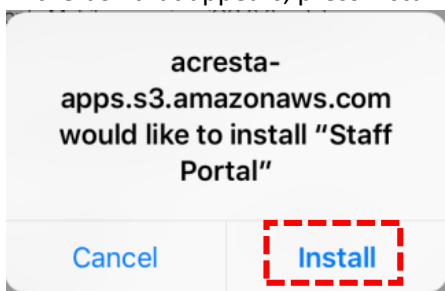 acresta-
apps.s3.amazonaws.com
would like to install “Staff
Portal”
Cancel
Install